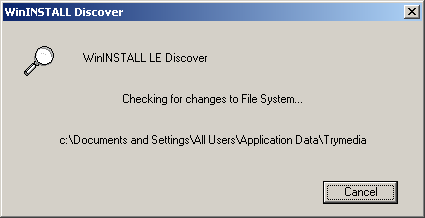 WinINSTALL Discover
WinINSTALL LE Discover
Checking for changes to File System...
c:\Documents and Settings\All Users\Application Data\Trymedia
Cancel